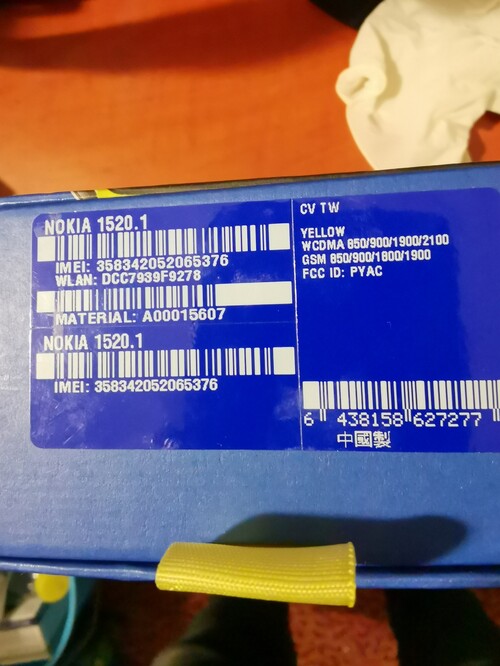 NOKIA 1520.1
IMEI: 358342052065376
WLAN: DCC7939F9278
MATERIAL: A00015607
NOKIA 1520.1
IMEI: 358342052065376
CV TW
YELLOW
WCDMA 850/900/1900/2100
GSM 850/900/1800/1900
FCC ID: PYAC
6 438158 627277
中國製